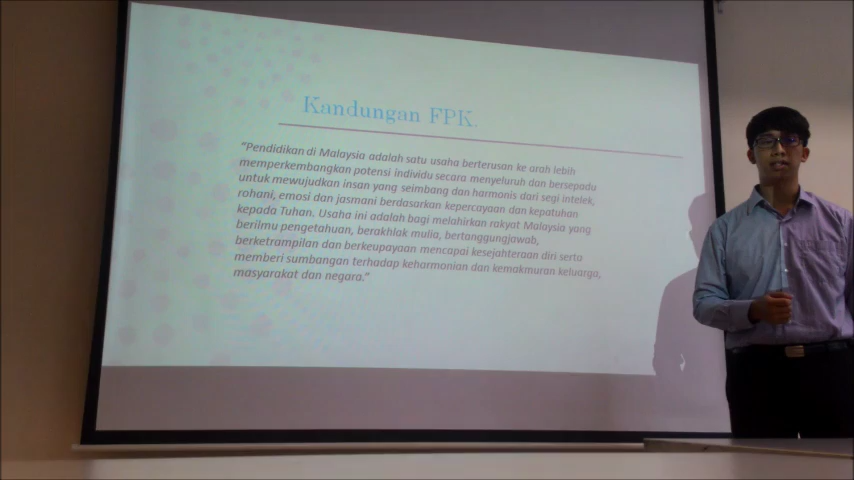 Kandungan FPK.
"Pendidikan di Malaysia adalah satu usaha berterusan ke arah lebih
memperkembangkan potensi individu secara menyeluruh dan bersepadu
untuk mewujudkan insan yang seimbang dan harmonis dari segi intelek,
rohani, emosi dan jasmani berdasarkan kepercayaan dan kepatuhan
kepada Tuhan. Usaha ini adalah bagi melahirkan rakyat Malaysia yang
berilmu pengetahuan, berakhlak mulia, bertanggungjawab,
berketrampilan dan berkeupayaan mencapai kesejahteraan diri serto
memberi sumbangan terhadap keharmonian dan kemakmuran keluarga,
masyarakat dan negara."